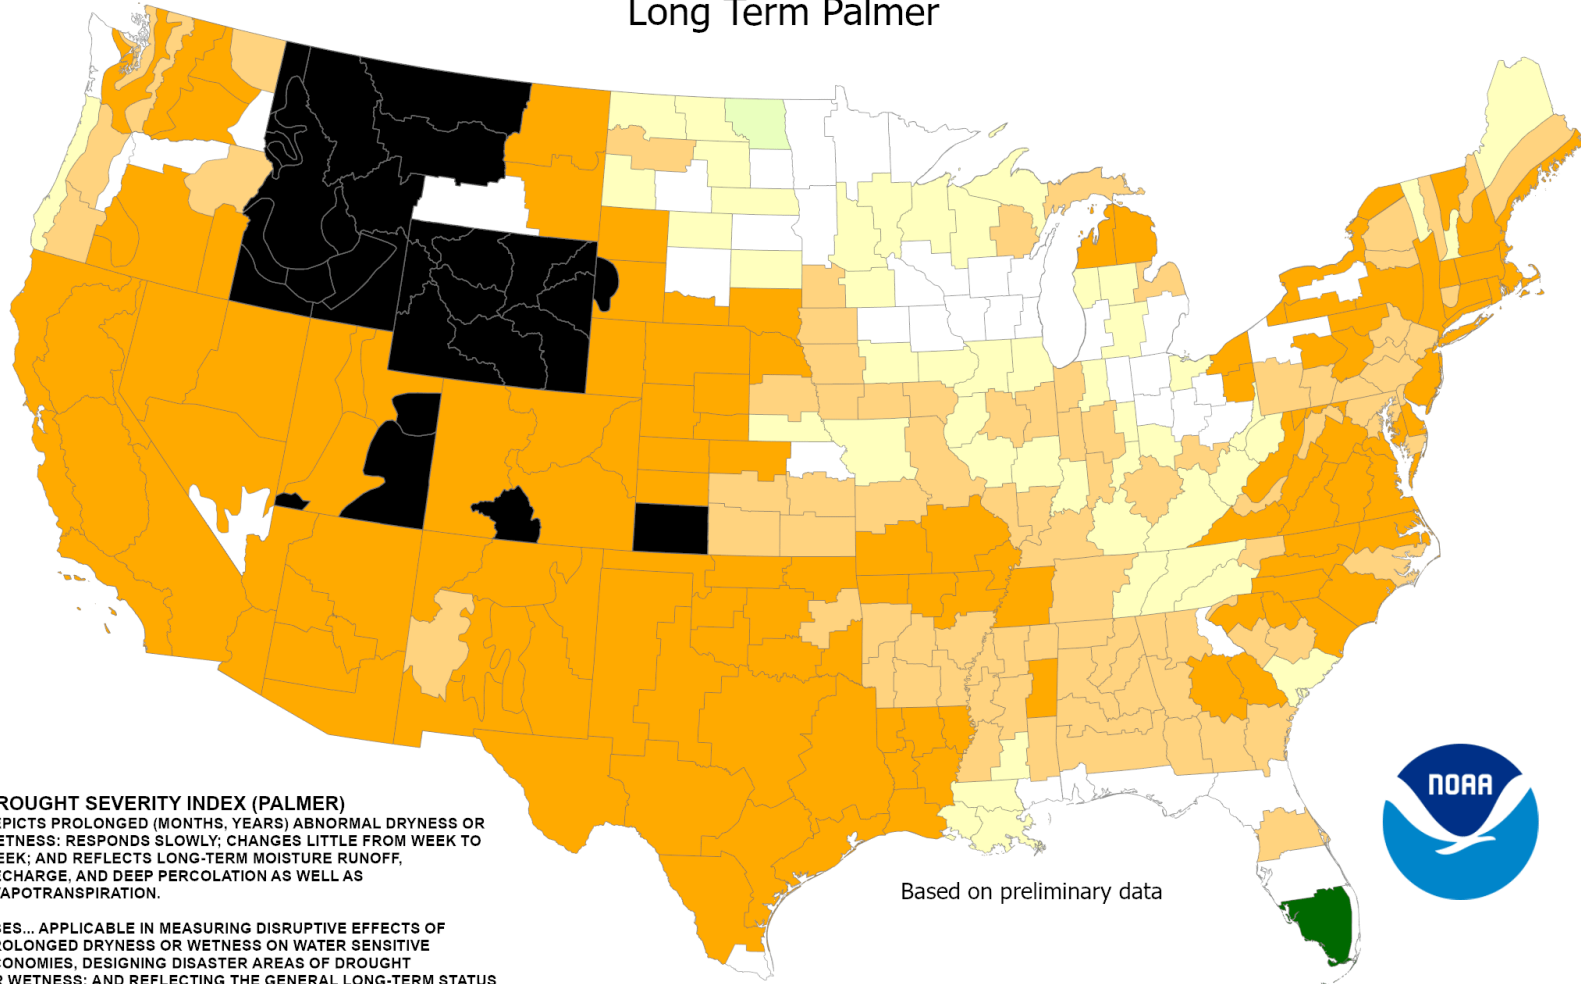 Long Term Palmer
ROUGHT SEVERITY INDEX (PALMER)
EPICTS PROLONGED (MONTHS, YEARS) ABNORMAL DRYNESS OR
ETNESS: RESPONDS SLOWLY; CHANGES LITTLE FROM WEEK TO
EEK; AND REFLECTS LONG-TERM MOISTURE RUNOFF,
ECHARGE, AND DEEP PERCOLATION AS WELL AS
VAPOTRANSPIRATION.
SES... APPLICABLE IN MEASURING DISRUPTIVE EFFECTS OF
ROLONGED DRYNESS OR WETNESS ON WATER SENSITIVE
CONOMIES, DESIGNING DISASTER AREAS OF DROUGHT
R WETNESS; AND REFLECTING THE GENERAL LONG-TERM STATUS
Based on preliminary data
NOAA